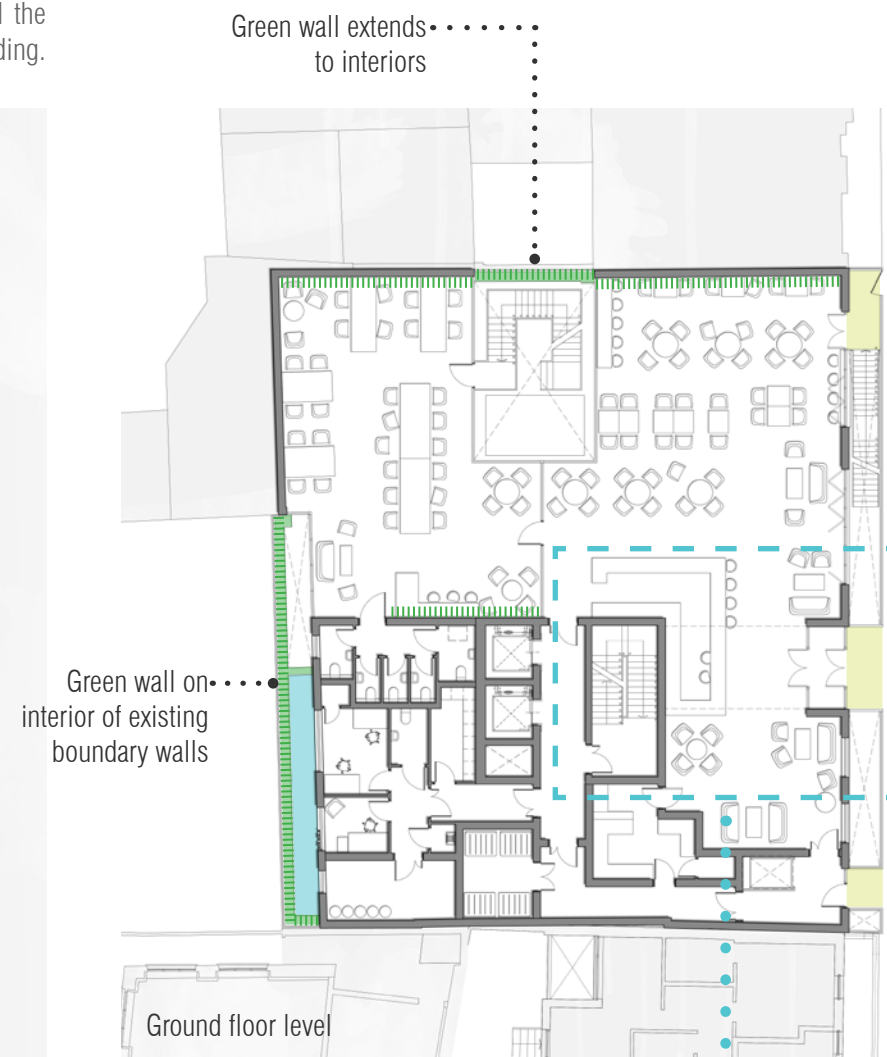 the
ding.
Green wall extends
to interiors
Green wall on
interior of existing
boundary walls
Ground floor level